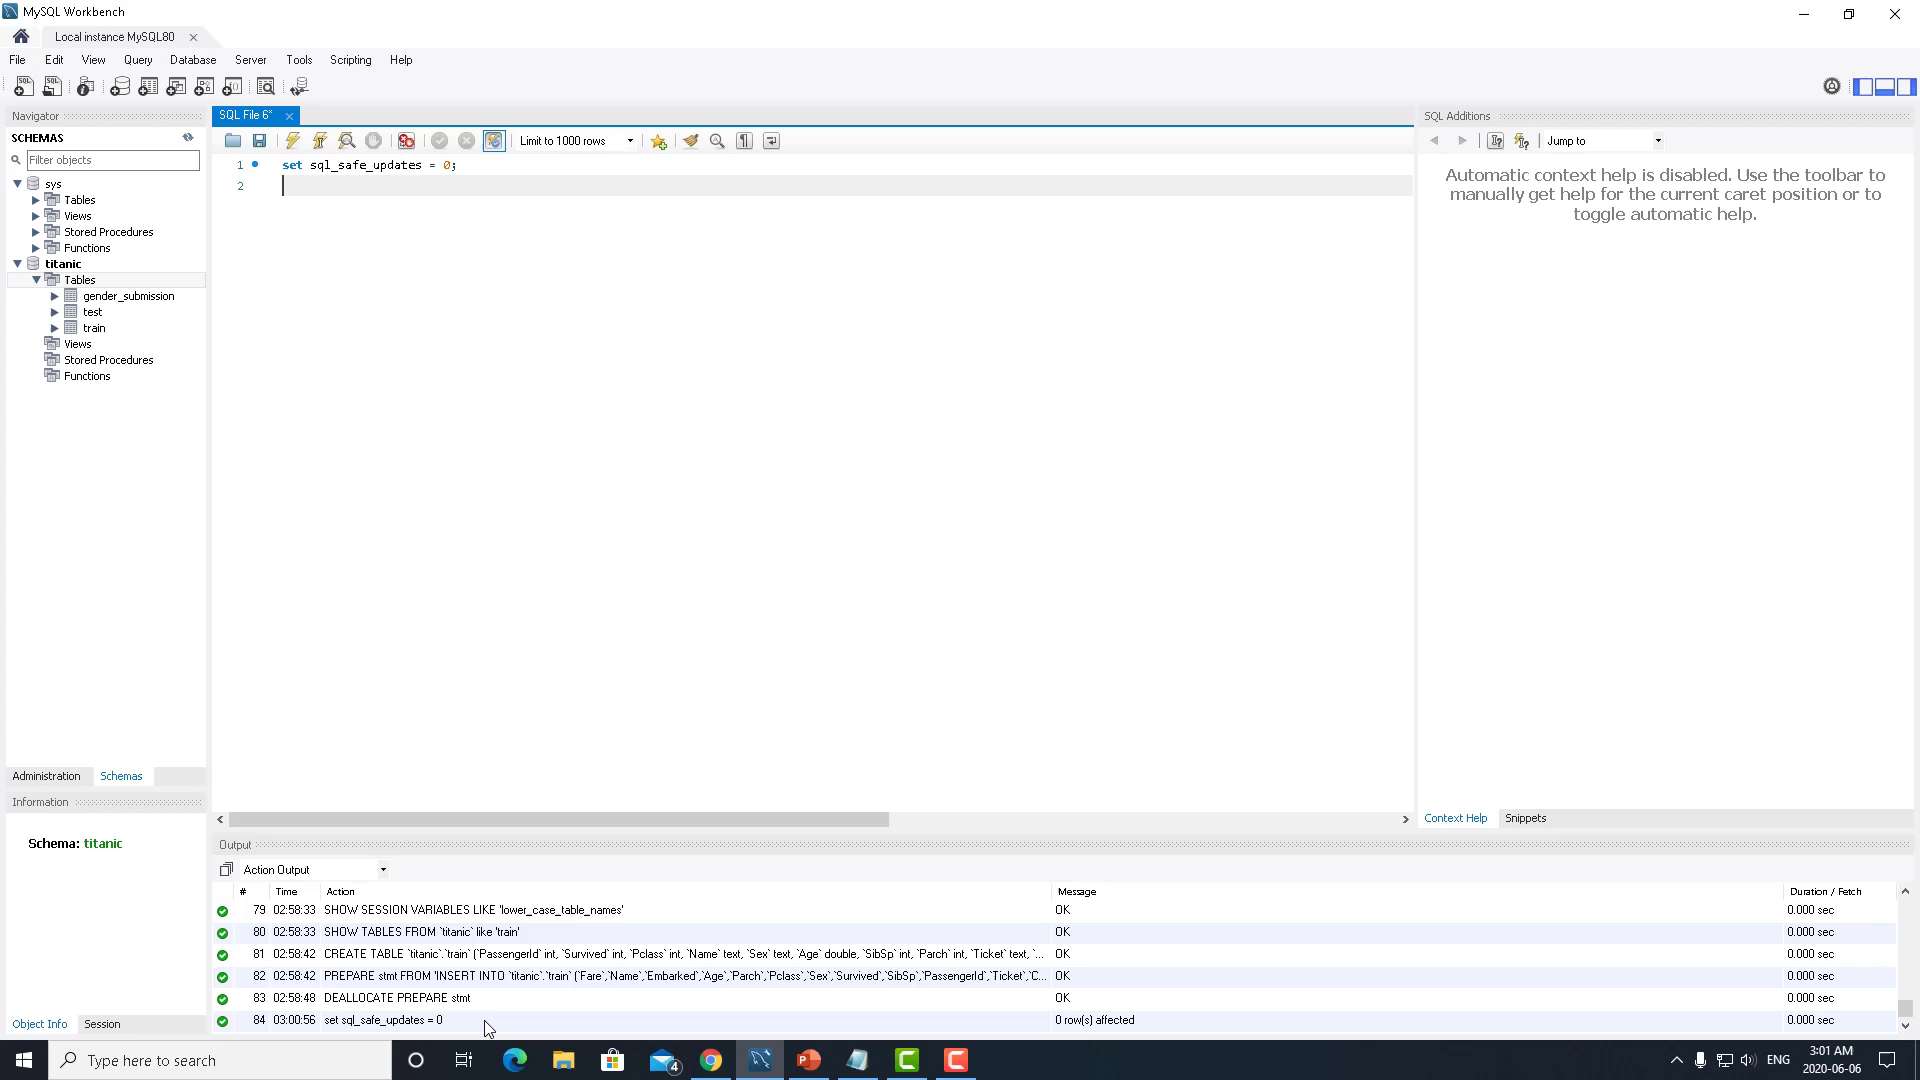 MySQL Workbench
Local instance MySQL80
File Edit View Query Database Server Tools Scripting Help
Navigator
SCHEMAS
Filter objects
sys
Tables
Views
Stored Procedures
Functions
titanic
Tables
gender_submission
test
train
Views
Stored Procedures
Functions
Administration Schemas
Information
Schema: titanic
Object Info Session
SQL File 6*
Limit to 1000 rows
1 set sql_safe_updates = 0;
2
SQL Additions
Jump to
Automatic context help is disabled. Use the toolbar to
manually get help for the current caret position or to
toggle automatic help.
Context Help Snippets
Output
Action Output
# Time Action Message Duration / Fetch
79 02:58:33 SHOW SESSION VARIABLES LIKE 'lower_case_table_names' OK 0.000 sec
80 02:58:33 SHOW TABLES FROM `titanic` like 'train' OK 0.000 sec
81 02:58:42 CREATE TABLE `titanic`.`train` (`PassengerId` int, `Survived` int, `Pclass` int, `Name` text, `Sex` text, `Age` double, `SibSp` int, `Parch` int, `Ticket` text, `... OK 0.000 sec
82 02:58:42 PREPARE stmt FROM 'INSERT INTO `titanic`.`train` (`Fare`,`Name`,`Embarked`,`Age`,`Parch`,`Pclass`,`Sex`,`Survived`,`SibSp`,`PassengerId`,`Ticket`,`C... OK 0.000 sec
83 02:58:48 DEALLOCATE PREPARE stmt OK 0.000 sec
84 03:00:56 set sql_safe_updates = 0 0 row(s) affected 0.000 sec
Type here to search
4
ENG
3:01 AM
2020-06-06